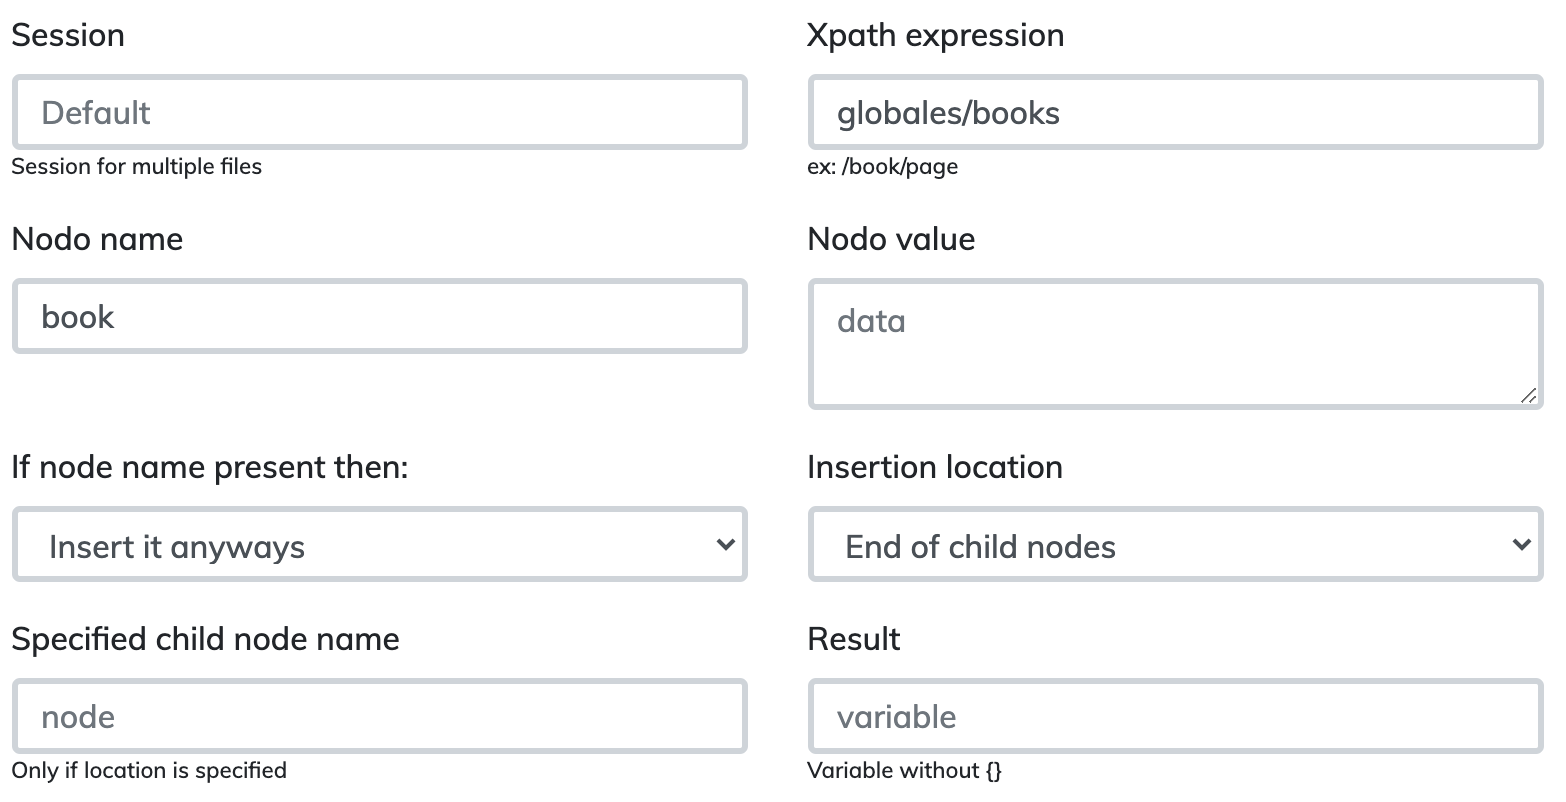 Session
Default
Session for multiple files
Xpath expression
globales/books
ex: /book/page
Nodo name
book
Nodo value
data
If node name present then:
Insert it anyways
Insertion location
End of child nodes
Specified child node name
node
Only if location is specified
Result
variable
Variable without {}